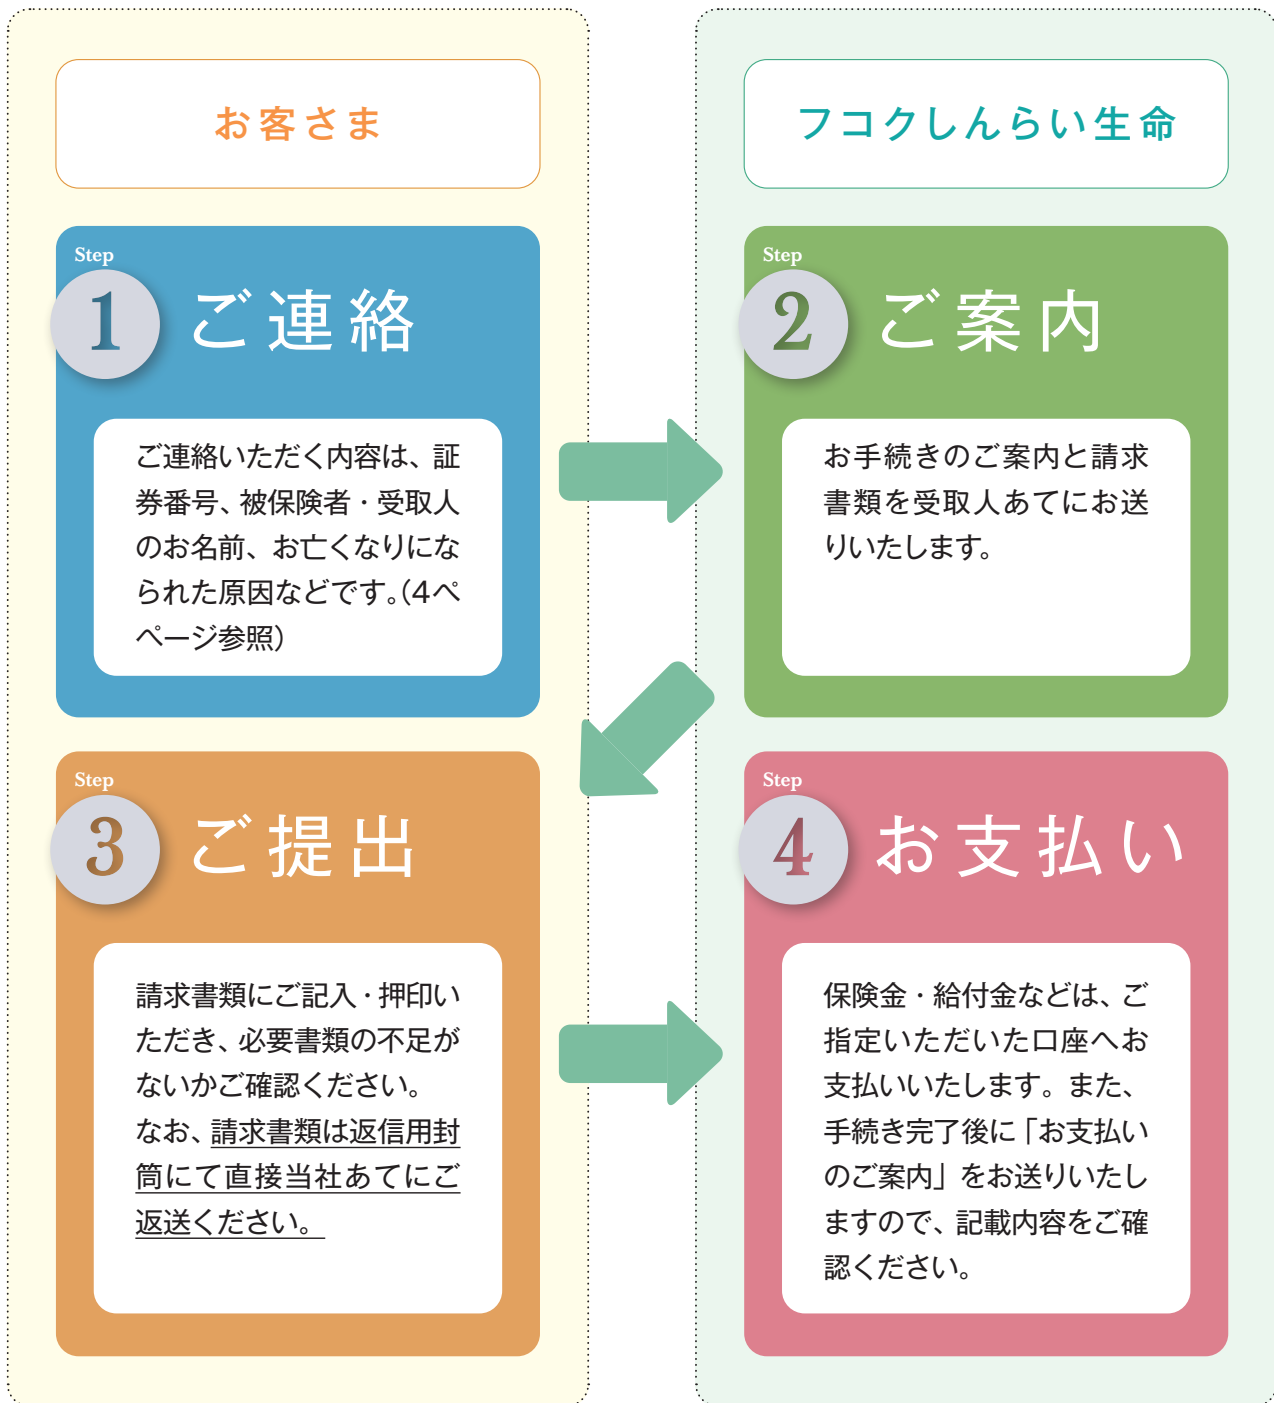 お客さま
フコクしんらい生命
Step
1
ご連絡
ご連絡いただく内容は、証
券番号、被保険者・受取人
のお名前、お亡くなりにな
られた原因などです。(4ペ
ページ参照)
Step
2
ご案内
お手続きのご案内と請求
書類を受取人あてにお送
りいたします。
Step
3
ご提出
請求書類にご記入・押印い
ただき、必要書類の不足が
ないかご確認ください。
なお、請求書類は返信用封
筒にて直接当社あてにご
返送ください。
Step
4
お支払い
保険金・給付金などは、ご
指定いただいた口座へお
支払いいたします。また、
手続き完了後に「お支払い
のご案内」をお送りいたし
ますので、記載内容をご確
認ください。